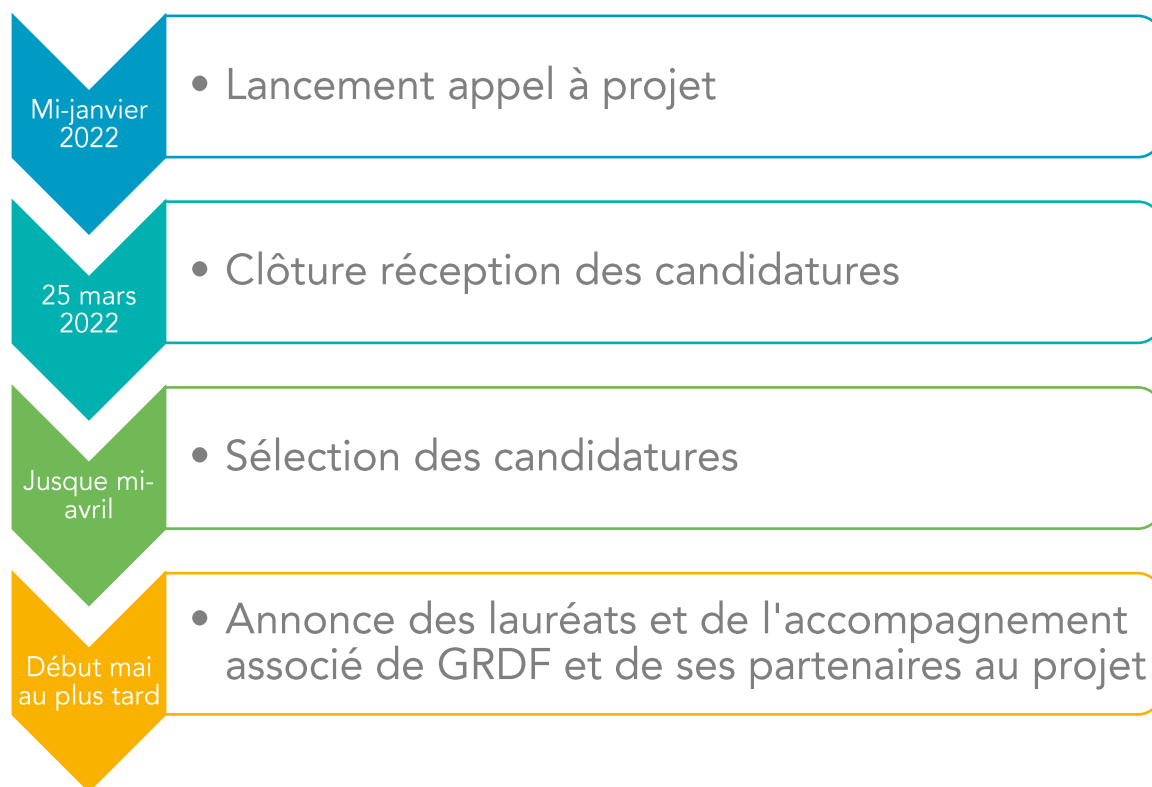 Mi-janvier
2022
• Lancement appel à projet
25 mars
2022
• Clôture réception des candidatures
Jusque mi-
avril
• Sélection des candidatures
Début mai
au plus tard
• Annonce des lauréats et de l'accompagnement
associé de GRDF et de ses partenaires au projet